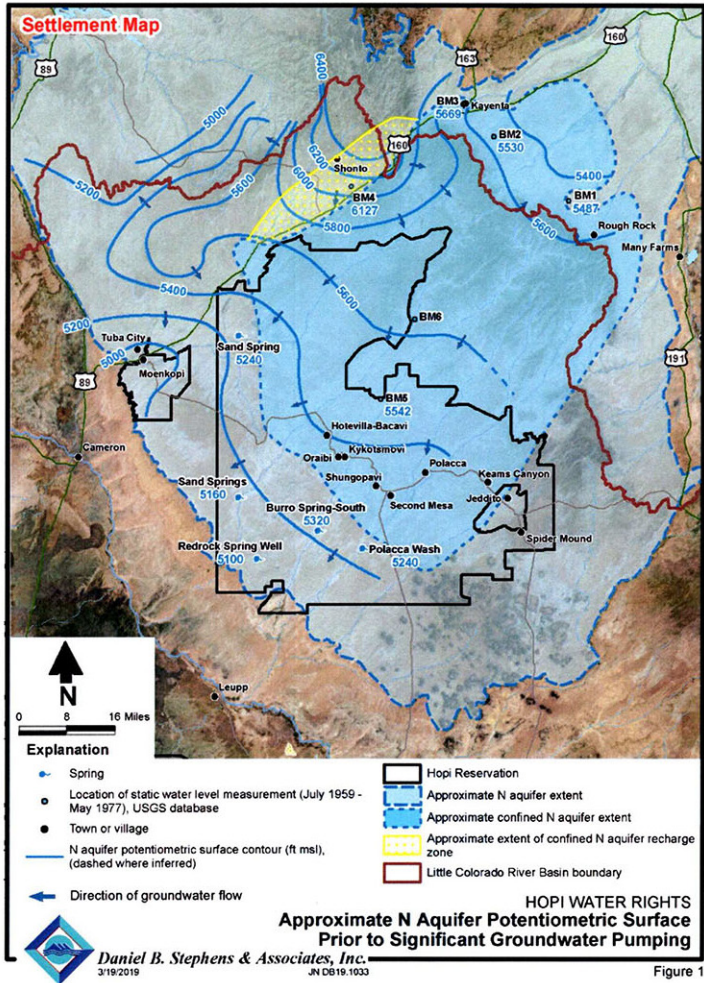 Settlement Map
89
160
163
160
6400
BM3
Kayenta
5669
5000
BM2
5530
5200
5600
6200
6000
Shonto
160
5400
BM4
6127
BM1
5487
5800
Rough Rock
5600
Many Farms
5400
5600
5200
BM6
Tuba City
5000
Sand Spring
5240
Moenkopi
191
89
BM5
5542
Hotevilla-Bacavi
Cameron
Oraibi
Kykotsmovi
Polacca
Keams Canyon
Sand Springs
5160
Shungopavi
Jeddito
Second Mesa
Burro Spring-South
5320
Spider Mound
Redrock Spring Well
5100
Polacca Wash
5240
N
Leupp
0 8 16 Miles
Explanation
Spring
Location of static water level measurement (July 1959 -
May 1977), USGS database
Town or village
N aquifer potentiometric surface contour (ft msl),
(dashed where inferred)
Direction of groundwater flow
Hopi Reservation
Approximate N aquifer extent
Approximate confined N aquifer extent
Approximate extent of confined N aquifer recharge
zone
Little Colorado River Basin boundary
HOPI WATER RIGHTS
Approximate N Aquifer Potentiometric Surface
Prior to Significant Groundwater Pumping
Daniel B. Stephens & Associates, Inc.
3/19/2019
JN DB19.1033
Figure 1